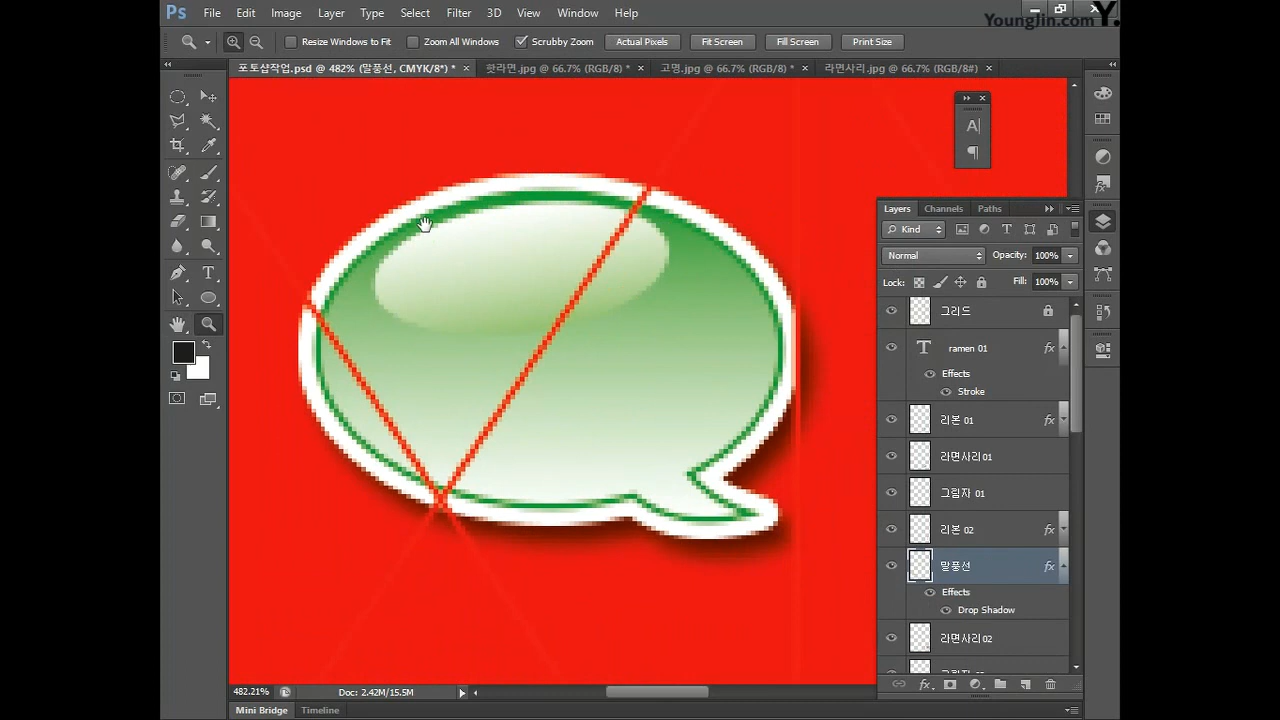 Ps File Edit Image Layer Type Select Filter 3D View Window Help
YoungJin.com Y.
Resize Windows to Fit Zoom All Windows Scrubby Zoom Actual Pixels Fit Screen Fill Screen Print Size
포토샵작업.psd @ 482% (말풍선, CMYK/8*) * × 핫라면.jpg @ 66.7% (RGB/8) * × 고명.jpg @ 66.7% (RGB/8) * × 라면사리.jpg @ 66.7% (RGB/8#) ×
Layers Channels Paths
Kind
Normal Opacity: 100%
Lock: Fill: 100%
그리드
T ramen 01 fx
Effects
Stroke
리본 01 fx
라면사리01
그림자 01
리본 02 fx
말풍선 fx
Effects
Drop Shadow
라면사리02
482.21% Doc: 2.42M/15.5M
Mini Bridge Timeline